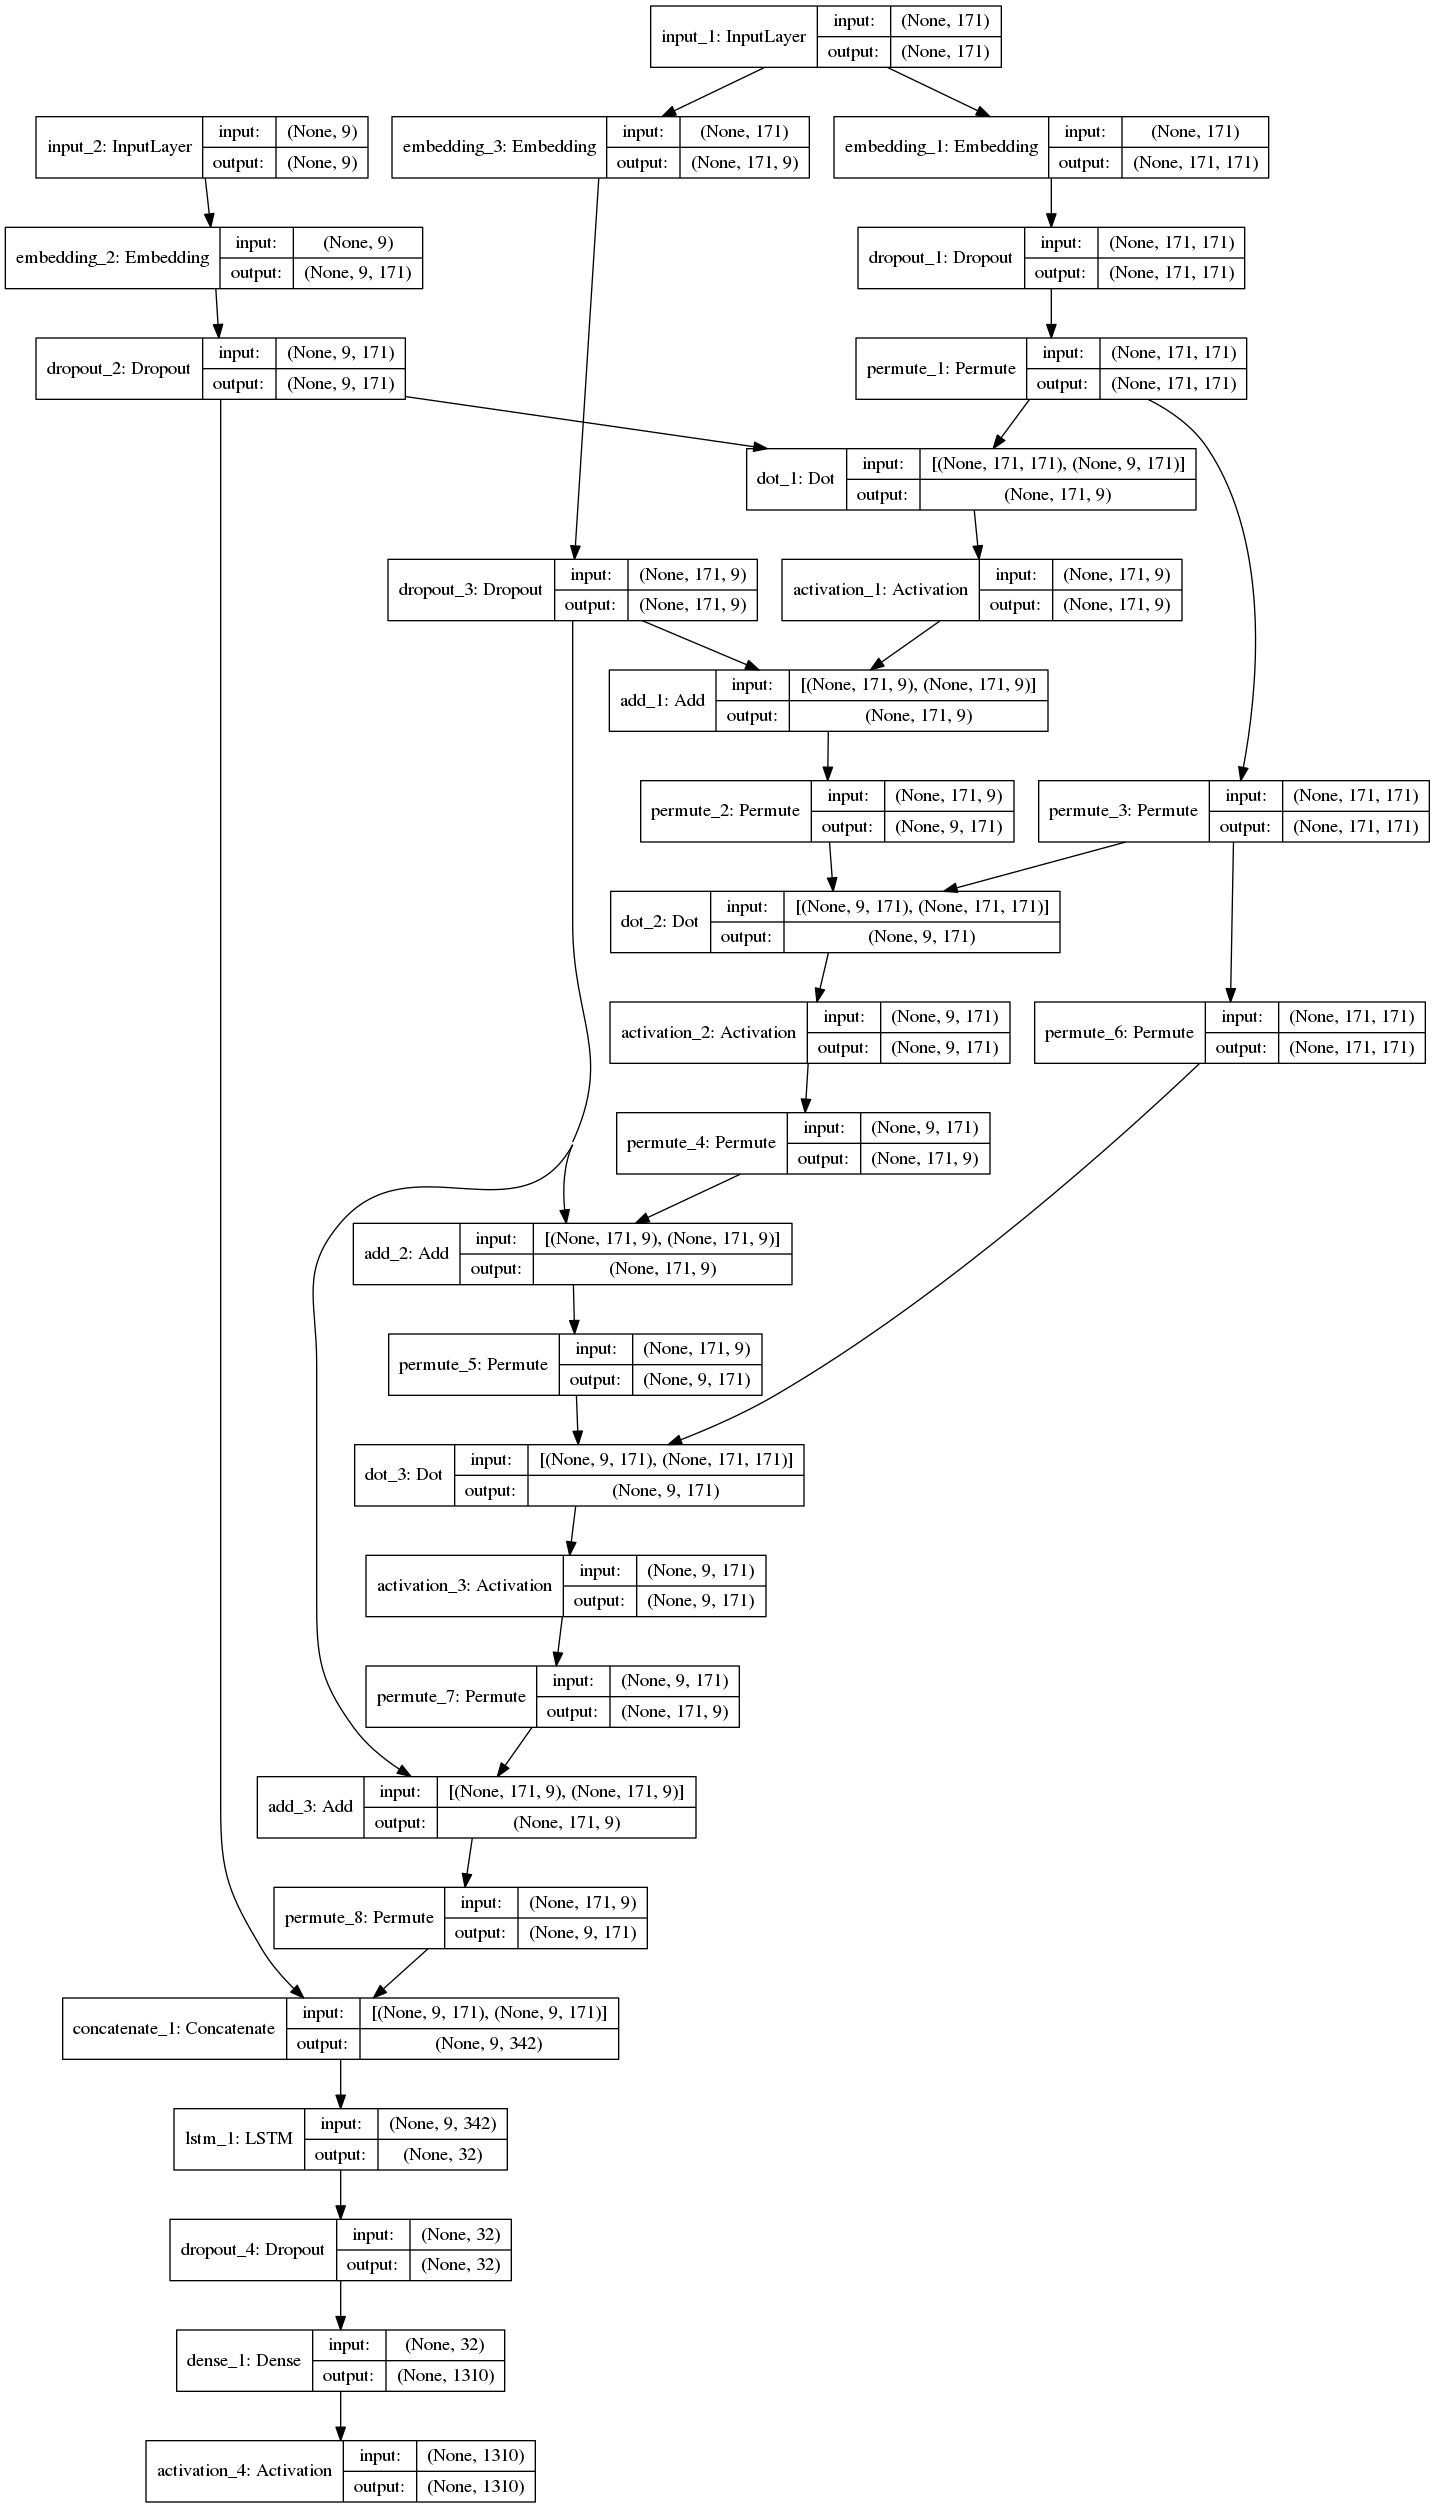 input_1: InputLayer
input: (None, 171)
output: (None, 171)
input_2: InputLayer
input: (None, 9)
output: (None, 9)
embedding_3: Embedding
input: (None, 171)
output: (None, 171, 9)
embedding_1: Embedding
input: (None, 171)
output: (None, 171, 171)
embedding_2: Embedding
input: (None, 9)
output: (None, 9, 171)
dropout_1: Dropout
input: (None, 171, 171)
output: (None, 171, 171)
dropout_2: Dropout
input: (None, 9, 171)
output: (None, 9, 171)
permute_1: Permute
input: (None, 171, 171)
output: (None, 171, 171)
dot_1: Dot
input: [(None, 171, 171), (None, 9, 171)]
output: (None, 171, 9)
dropout_3: Dropout
input: (None, 171, 9)
output: (None, 171, 9)
activation_1: Activation
input: (None, 171, 9)
output: (None, 171, 9)
add_1: Add
input: [(None, 171, 9), (None, 171, 9)]
output: (None, 171, 9)
permute_2: Permute
input: (None, 171, 9)
output: (None, 9, 171)
permute_3: Permute
input: (None, 171, 171)
output: (None, 171, 171)
dot_2: Dot
input: [(None, 9, 171), (None, 171, 171)]
output: (None, 9, 171)
activation_2: Activation
input: (None, 9, 171)
output: (None, 9, 171)
permute_6: Permute
input: (None, 171, 171)
output: (None, 171, 171)
permute_4: Permute
input: (None, 9, 171)
output: (None, 171, 9)
add_2: Add
input: [(None, 171, 9), (None, 171, 9)]
output: (None, 171, 9)
permute_5: Permute
input: (None, 171, 9)
output: (None, 9, 171)
dot_3: Dot
input: [(None, 9, 171), (None, 171, 171)]
output: (None, 9, 171)
activation_3: Activation
input: (None, 9, 171)
output: (None, 9, 171)
permute_7: Permute
input: (None, 9, 171)
output: (None, 171, 9)
add_3: Add
input: [(None, 171, 9), (None, 171, 9)]
output: (None, 171, 9)
permute_8: Permute
input: (None, 171, 9)
output: (None, 9, 171)
concatenate_1: Concatenate
input: [(None, 9, 171), (None, 9, 171)]
output: (None, 9, 342)
lstm_1: LSTM
input: (None, 9, 342)
output: (None, 32)
dropout_4: Dropout
input: (None, 32)
output: (None, 32)
dense_1: Dense
input: (None, 32)
output: (None, 1310)
activation_4: Activation
input: (None, 1310)
output: (None, 1310)